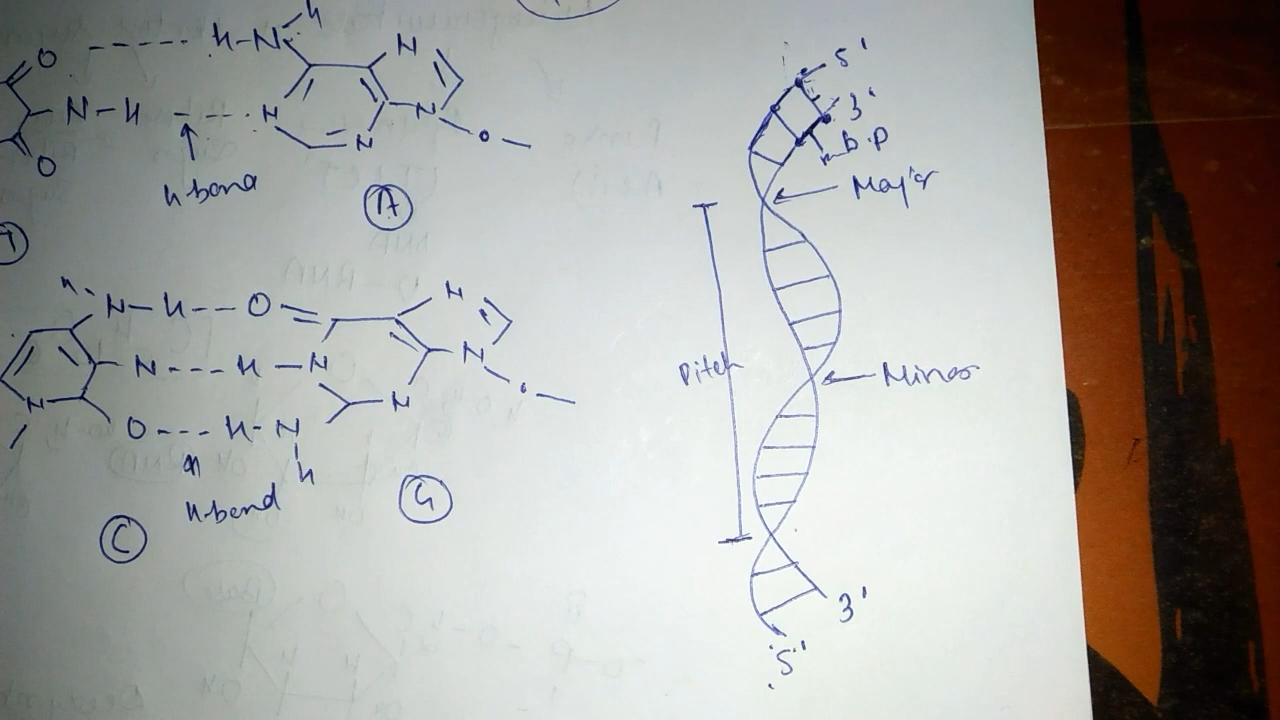 O ----- H-N H N
N-H ---- N N
O N O
H-bond
A
T
H N-H--- O N
N---- H-N N
N N O
O---- H-N
H
H-bond
G
C
5'
3'
b.p
Major
Pitch
Minor
3'
5'